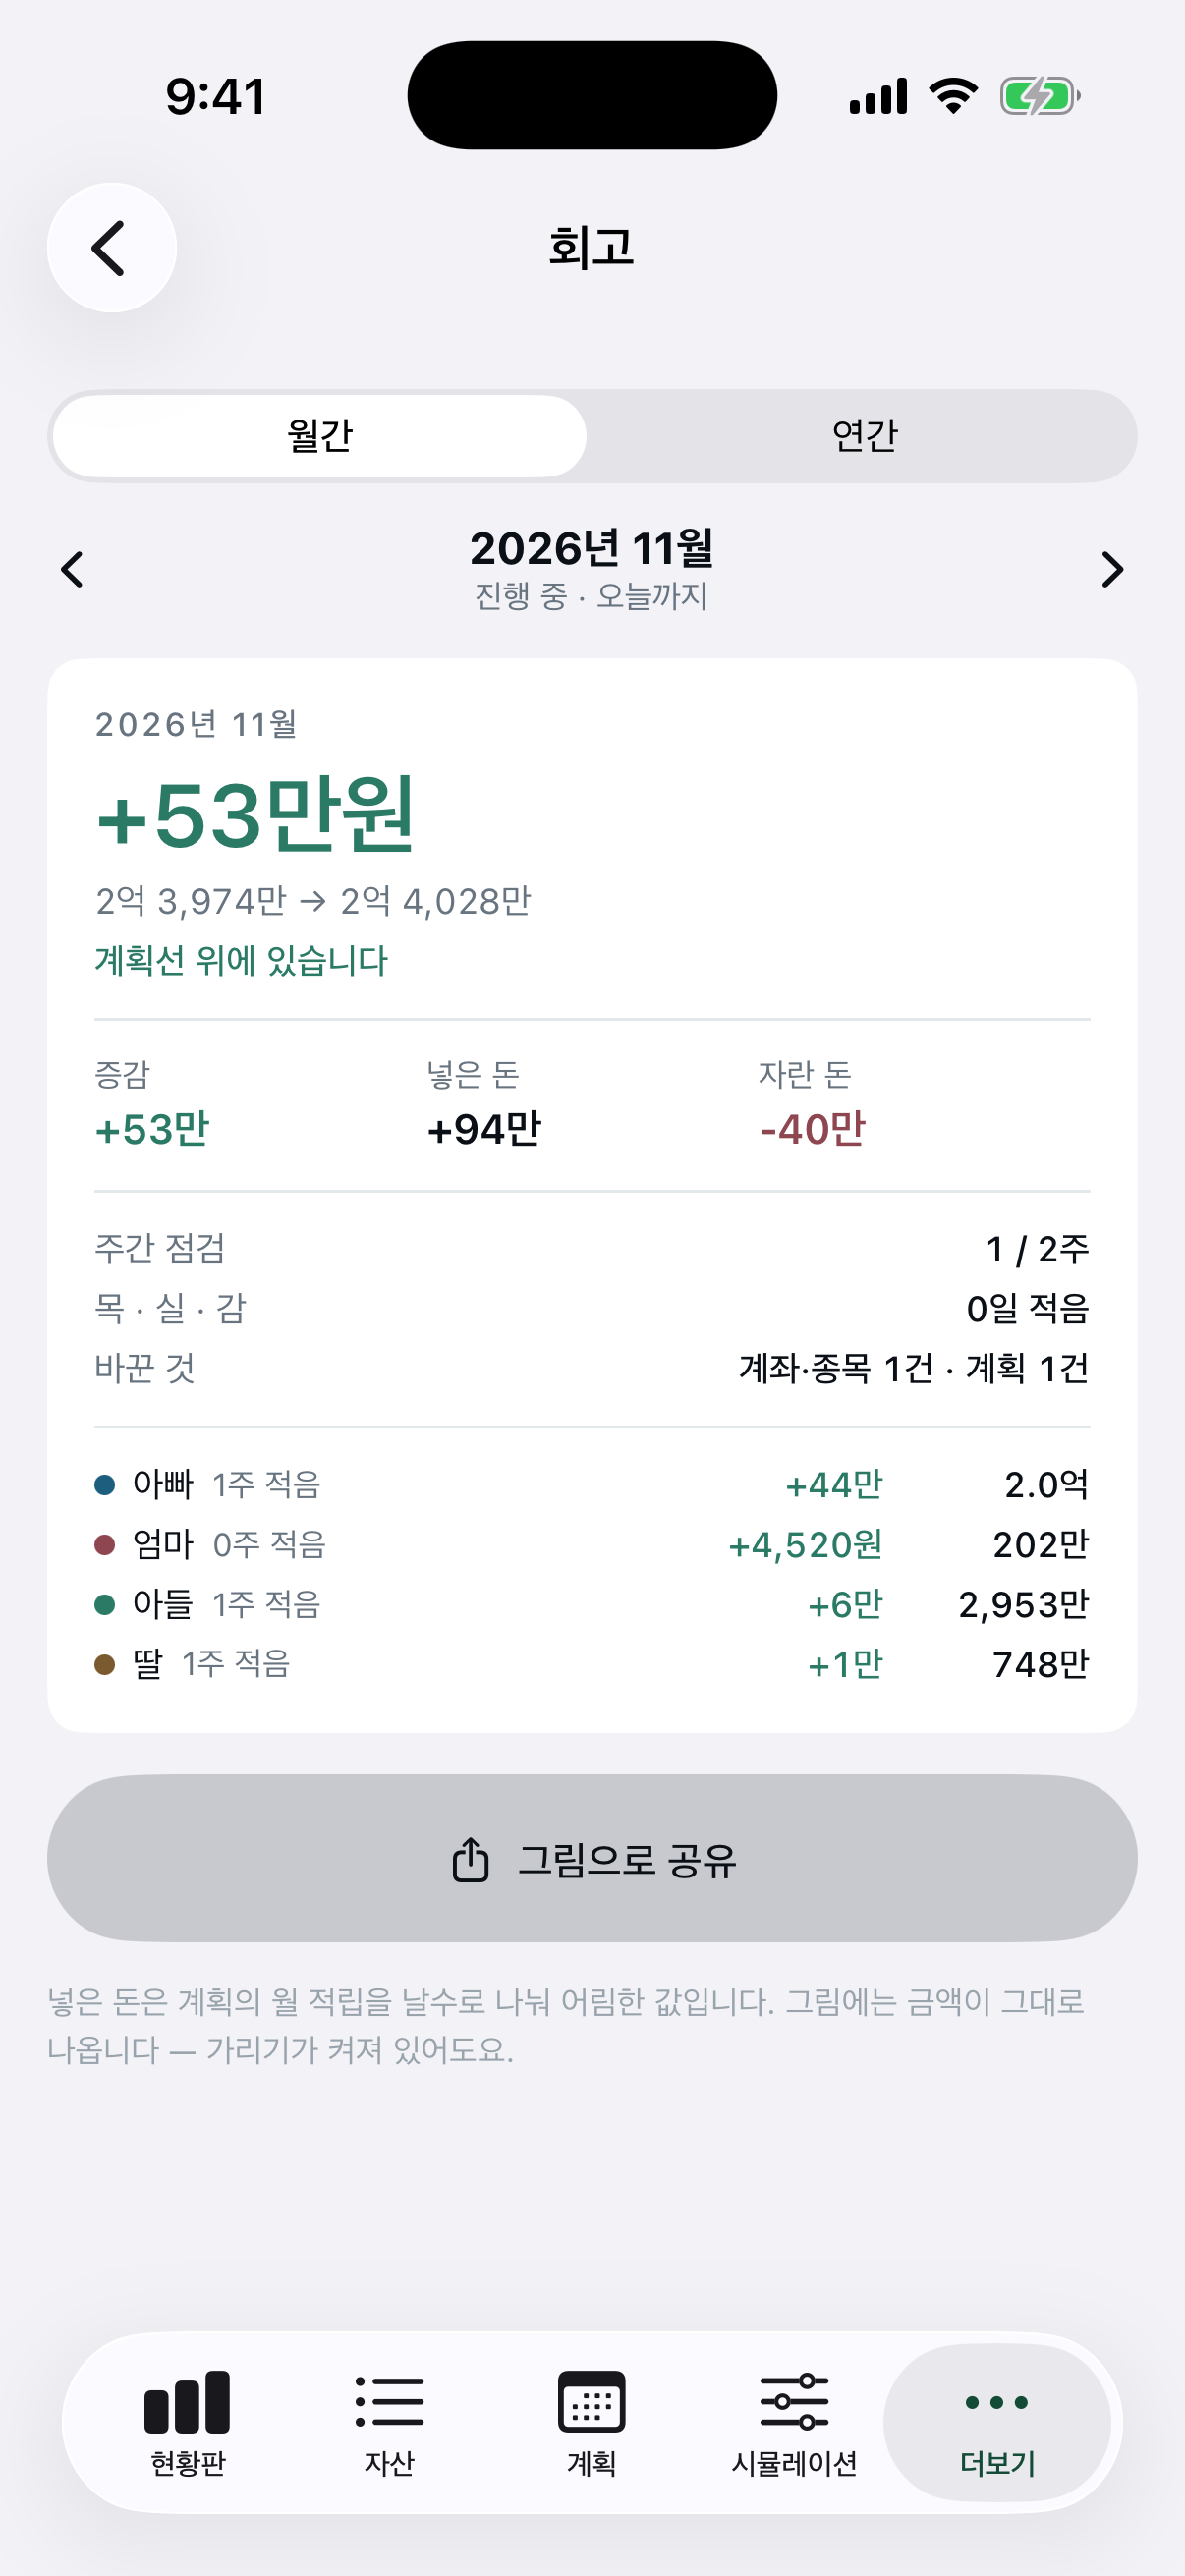 9:41
회고
월간
연간
2026년 11월
진행 중 · 오늘까지
2026년 11월
+53만원
2억 3,974만 → 2억 4,028만
계획선 위에 있습니다
증감 넣은 돈 자란 돈
+53만 +94만 -40만
주간 점검 1 / 2주
목 · 실 · 감 0일 적음
바꾼 것 계좌·종목 1건 · 계획 1건
아빠 1주 적음 +44만 2.0억
엄마 0주 적음 +4,520원 202만
아들 1주 적음 +6만 2,953만
딸 1주 적음 +1만 748만
그림으로 공유
넣은 돈은 계획의 월 적립을 날수로 나눠 어림한 값입니다. 그림에는 금액이 그대로
나옵니다 — 가리기가 켜져 있어도요.
현황판 자산 계획 시뮬레이션 더보기